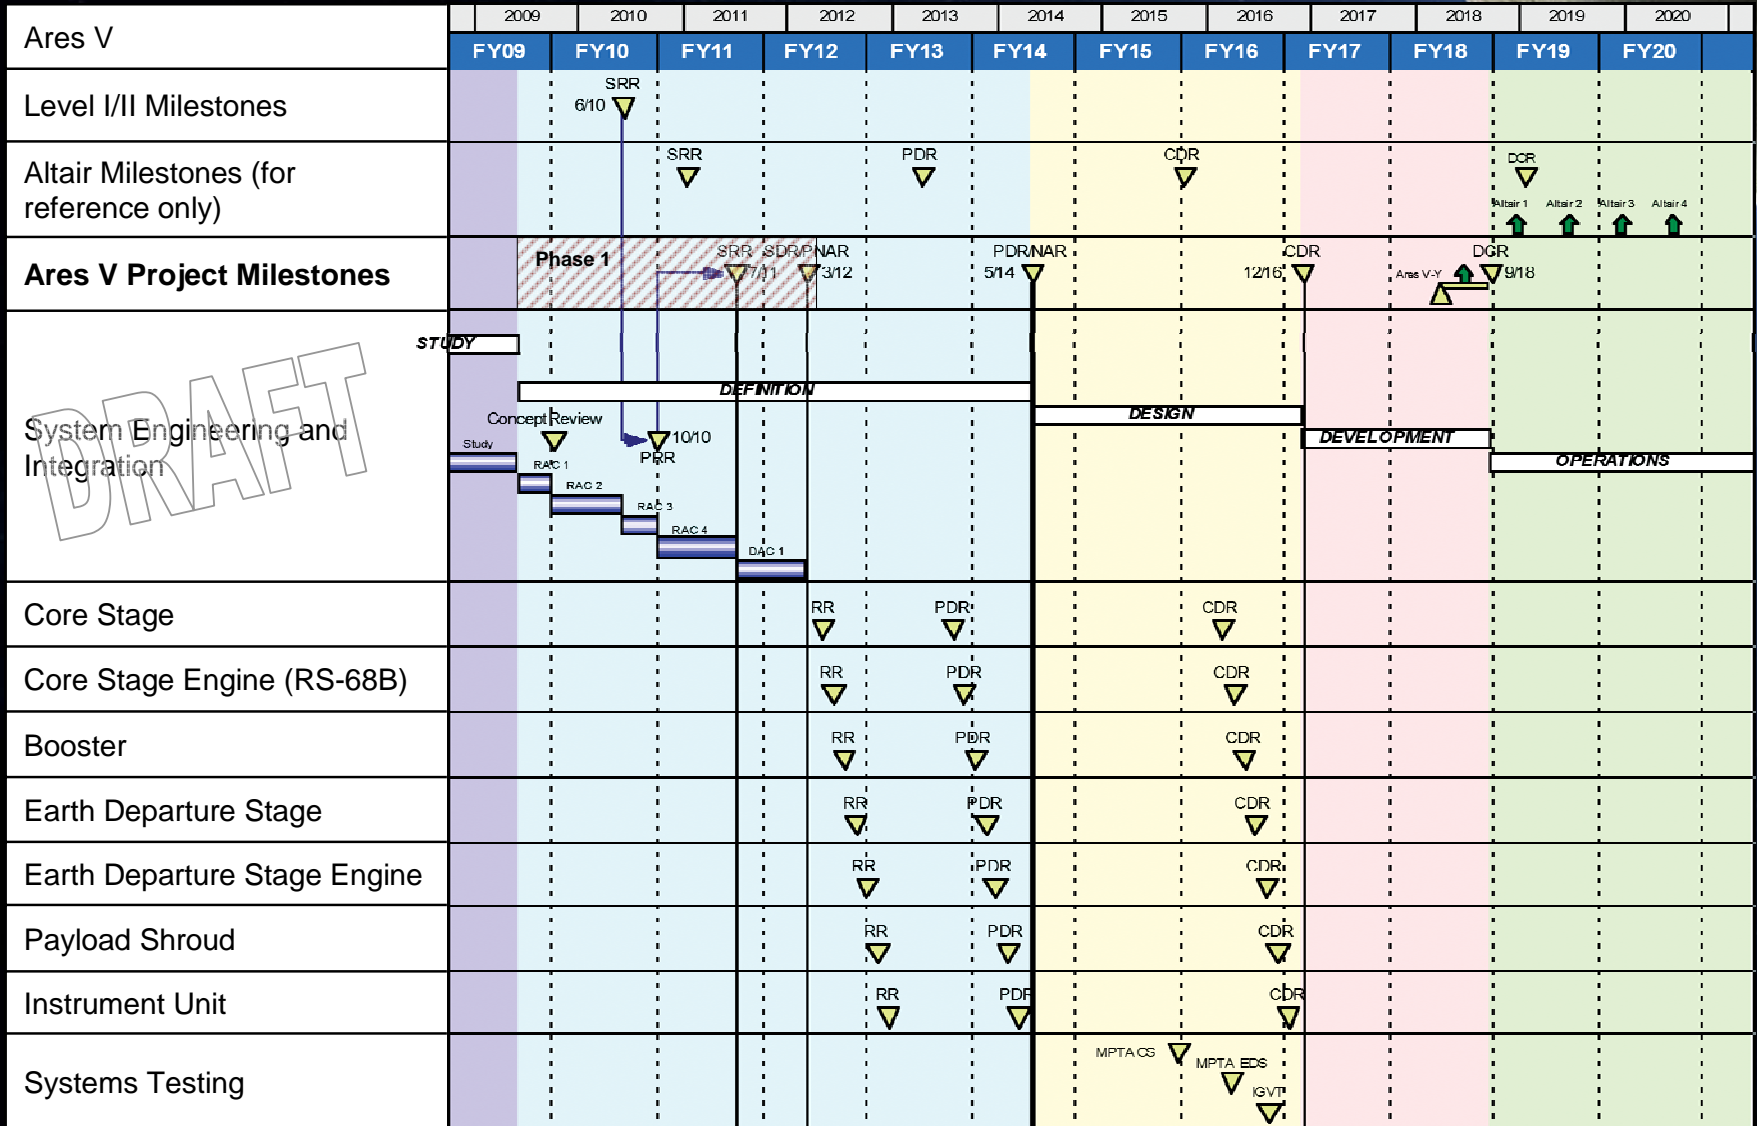 Ares V
2009 2010 2011 2012 2013 2014 2015 2016 2017 2018 2019 2020
FY09 FY10 FY11 FY12 FY13 FY14 FY15 FY16 FY17 FY18 FY19 FY20
Level I/II Milestones
SRR
6/10
Altair Milestones (for
reference only)
SRR PDR CDR DCR
Altair 1 Altair 2 Altair 3 Altair 4
Ares V Project Milestones
Phase 1
SRR SDR/PNAR PDR/NAR CDR DCR
7/11 3/12 5/14 12/16 Ares V-Y 9/18
System Engineering and
Integration
DRAFT
STUDY
DEFINITION
DESIGN
DEVELOPMENT
OPERATIONS
Concept Review
10/10
PRR
Study
RAC 1
RAC 2
RAC 3
RAC 4
DAC 1
Core Stage
RR PDR CDR
Core Stage Engine (RS-68B)
RR PDR CDR
Booster
RR PDR CDR
Earth Departure Stage
RR PDR CDR
Earth Departure Stage Engine
RR PDR CDR
Payload Shroud
RR PDR CDR
Instrument Unit
RR PDR CDR
Systems Testing
MPTA CS
MPTA EDS
IGVT